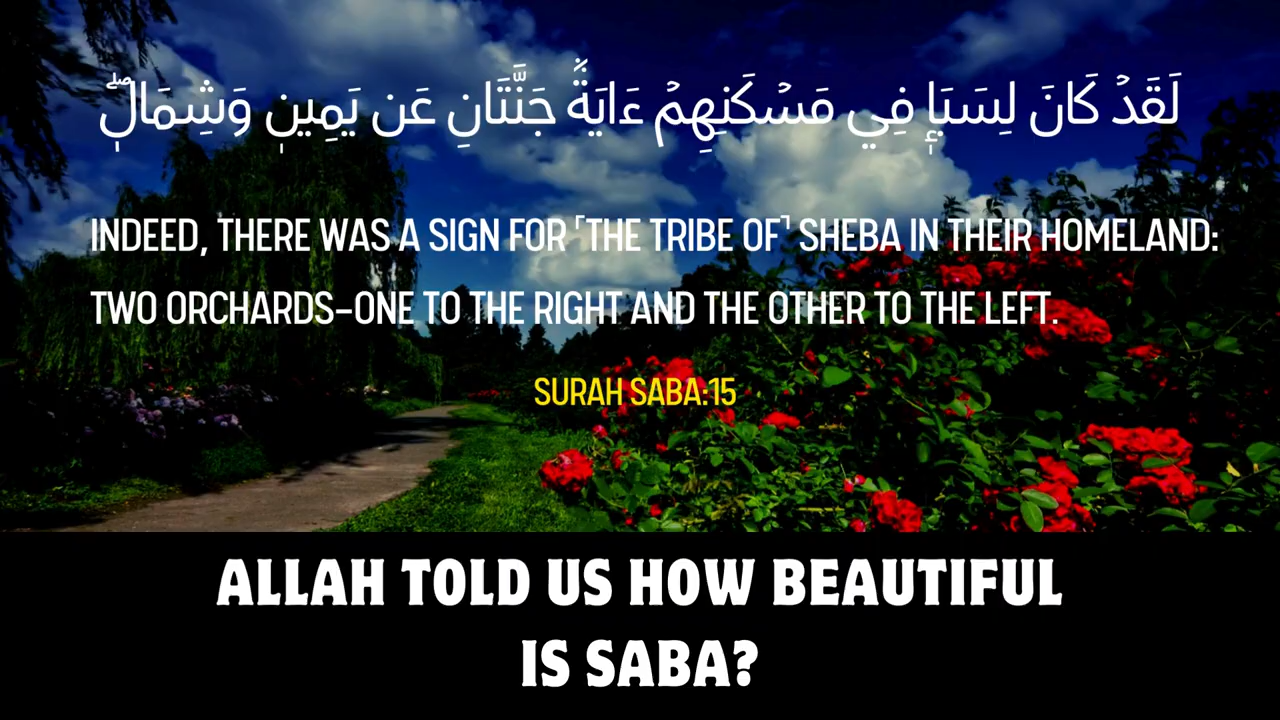 لَقَدۡ كَانَ لِسَبَإٖ فِي مَسۡكَنِهِمۡ ءَايَةٞۖ جَنَّتَانِ عَن يَمِينٖ وَشِمَالٖۖ
INDEED, THERE WAS A SIGN FOR ˹THE TRIBE OF˺ SHEBA IN THEIR HOMELAND:
TWO ORCHARDS–ONE TO THE RIGHT AND THE OTHER TO THE LEFT.
SURAH SABA:15
ALLAH TOLD US HOW BEAUTIFUL
IS SABA?